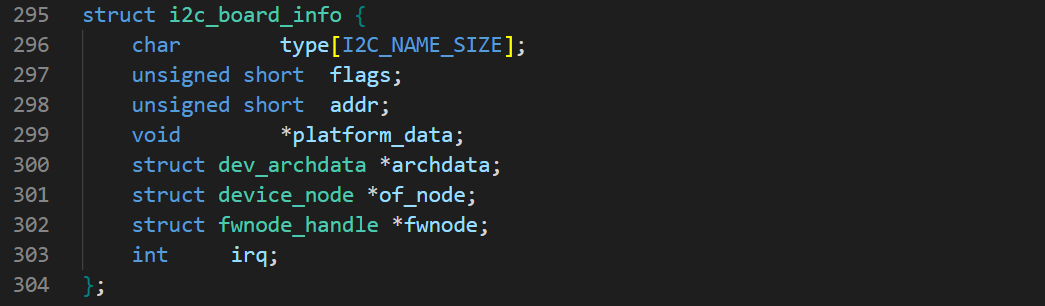 295 struct i2c_board_info {
296     char        type[I2C_NAME_SIZE];
297     unsigned short  flags;
298     unsigned short  addr;
299     void        *platform_data;
300     struct dev_archdata *archdata;
301     struct device_node *of_node;
302     struct fwnode_handle *fwnode;
303     int     irq;
304 };